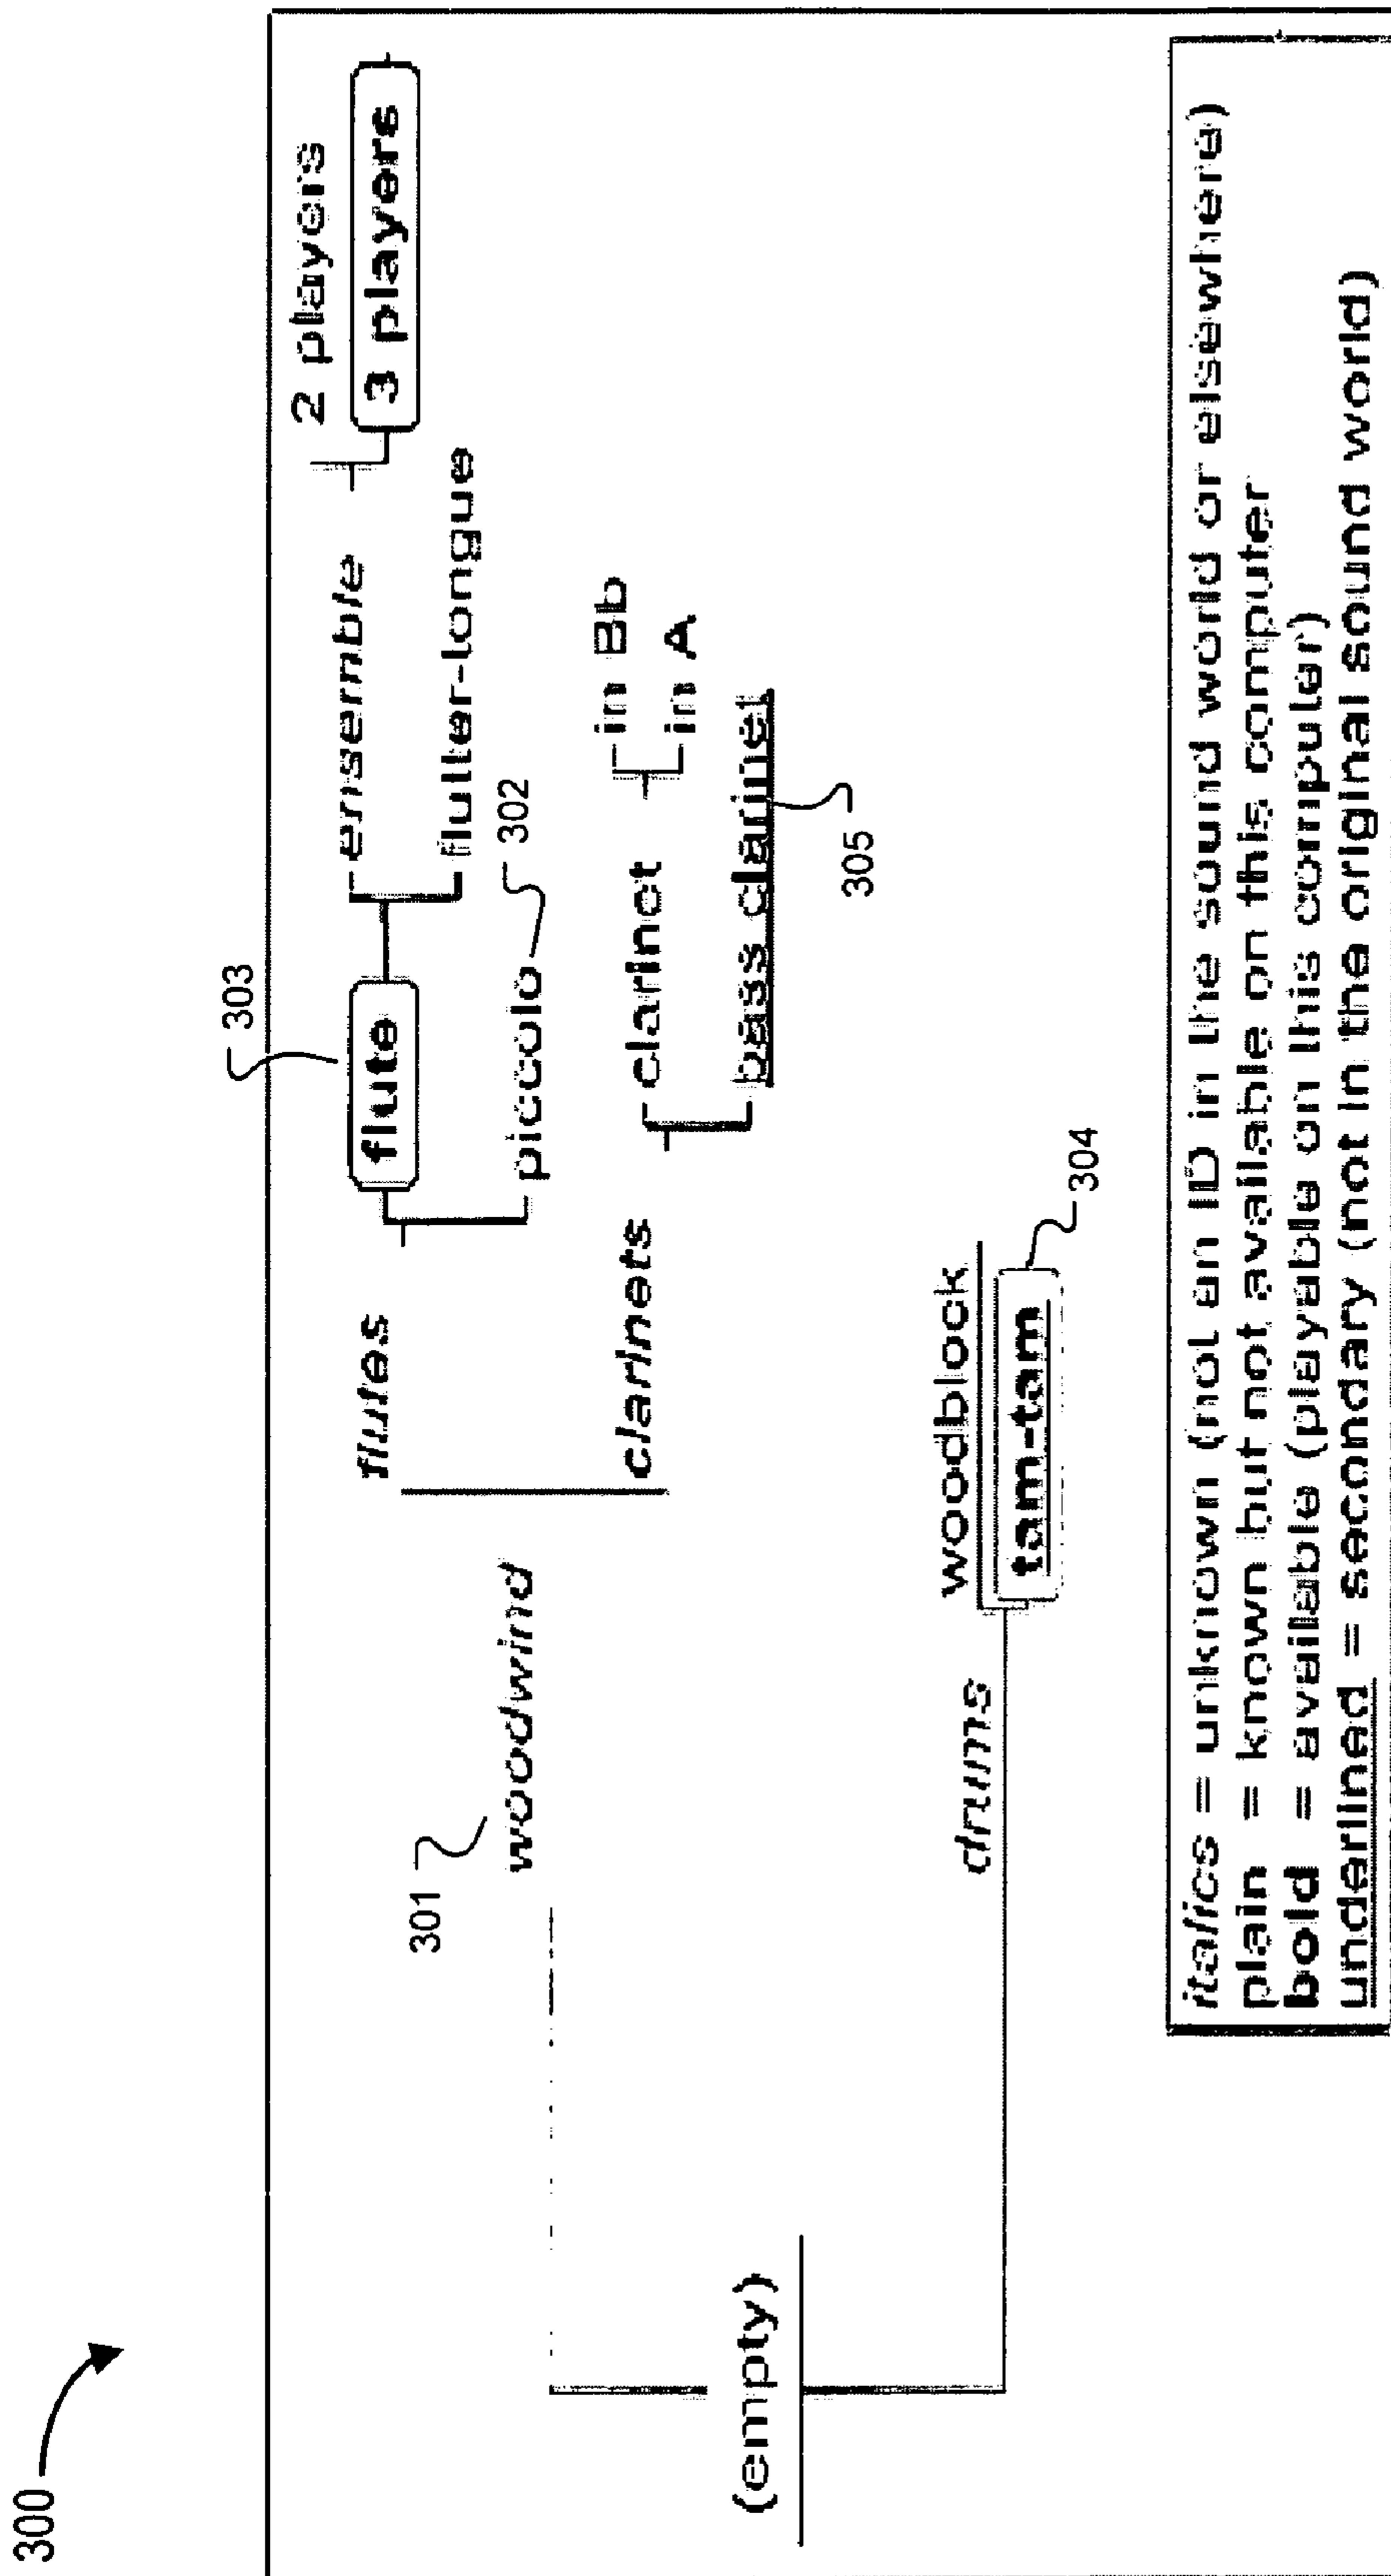 300
303
2 players
flutes
flute
ensemble
3 players
301
flutter-tongue
woodwind
piccolo
302
in Bb
clarinets
clarinet
in A
(empty)
bass clarinet
305
woodblock
drums
tam-tam
304
italics = unknown (not an ID in the sound world or elsewhere)
plain = known but not available on this computer
bold = available (playable on this computer)
underlined = secondary (not in the original sound world)